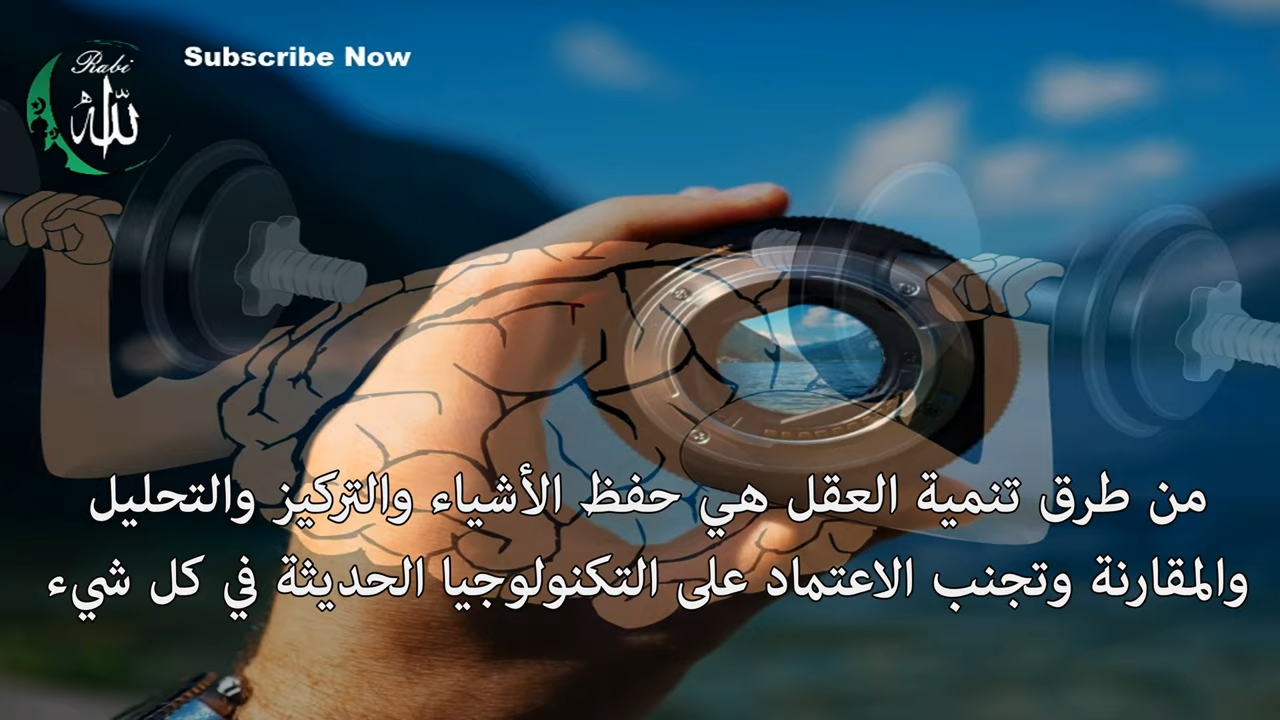 Rabi
الله
Subscribe Now
من طرق تنمية العقل هي حفظ الأشياء والتركيز والتحليل
والمقارنة وتجنب الاعتماد على التكنولوجيا الحديثة في كل شيء